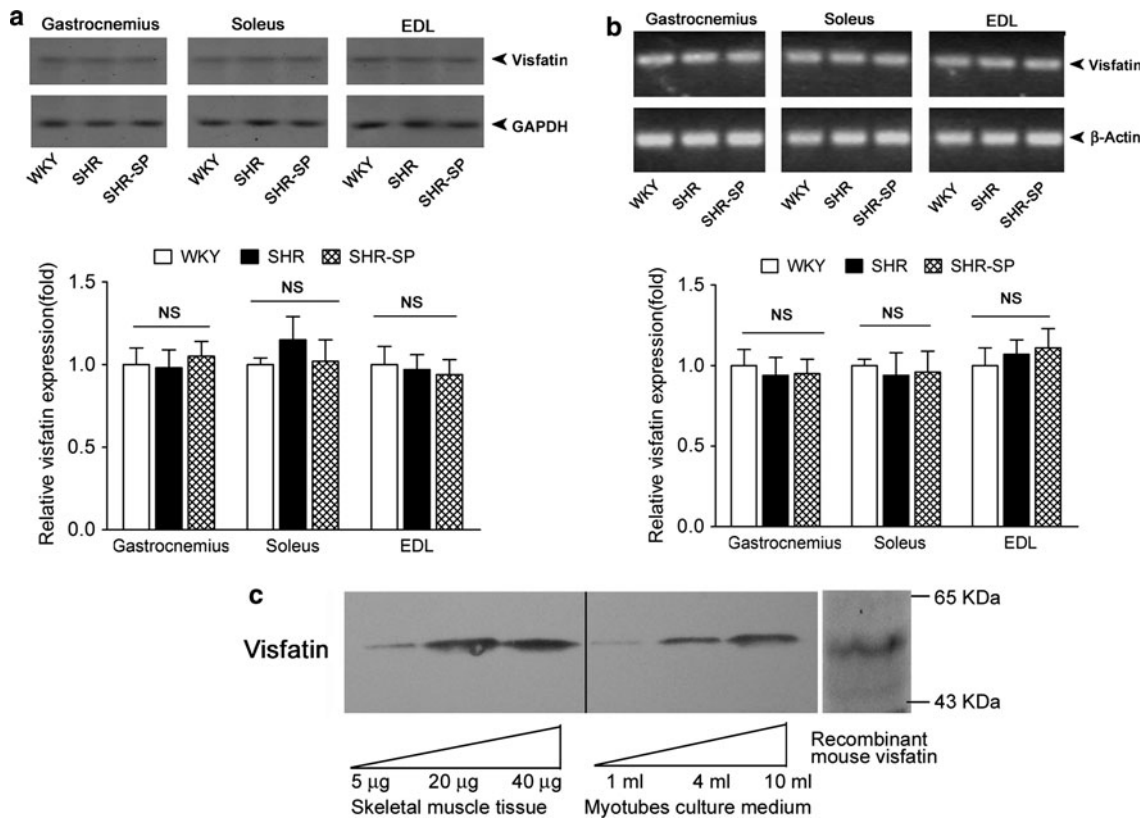 a
Gastrocnemius Soleus EDL
Visfatin
GAPDH
WKY SHR SHR-SP WKY SHR SHR-SP WKY SHR SHR-SP
WKY SHR SHR-SP
Relative visfatin expression(fold)
1.5
1.0
0.5
0.0
NS NS NS
Gastrocnemius Soleus EDL
b
Gastrocnemius Soleus EDL
Visfatin
β-Actin
WKY SHR SHR-SP WKY SHR SHR-SP WKY SHR SHR-SP
WKY SHR SHR-SP
Relative visfatin expression(fold)
1.5
1.0
0.5
0.0
NS NS NS
Gastrocnemius Soleus EDL
c
Visfatin
65 KDa
43 KDa
5 µg 20 µg 40 µg
Skeletal muscle tissue
1 ml 4 ml 10 ml
Myotubes culture medium
Recombinant
mouse visfatin